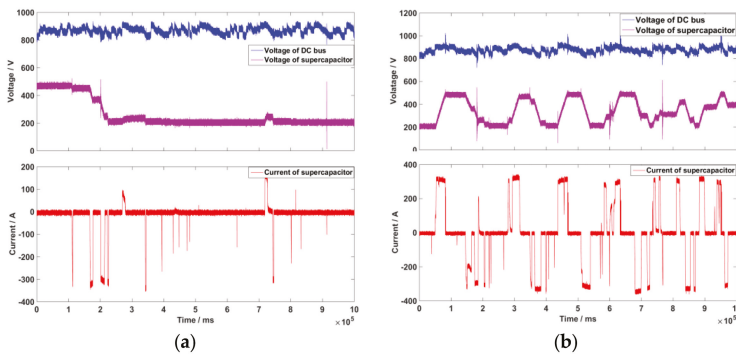 1000
800
600
400
200
0
Voltage / V
Voltage of DC bus
Voltage of supercapacitor
200
100
0
-100
-200
-300
-400
Current / A
Current of supercapacitor
0 1 2 3 4 5 6 7 8 9 10
Time / ms
×10⁵
(a)
1200
1000
800
600
400
200
0
Volatage / V
Voltage of DC bus
Voltage of supercapacitor
400
200
0
-200
-400
Current / A
Current of supercapacitor
0 1 2 3 4 5 6 7 8 9 10
Time / ms
×10⁵
(b)